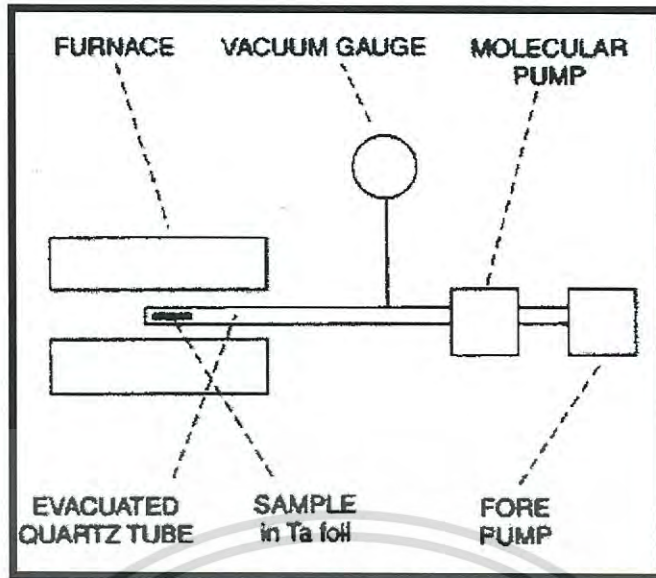 FURNACE
VACUUM GAUGE
MOLECULAR
PUMP
EVACUATED
QUARTZ TUBE
SAMPLE
in Ta foil
FORE
PUMP